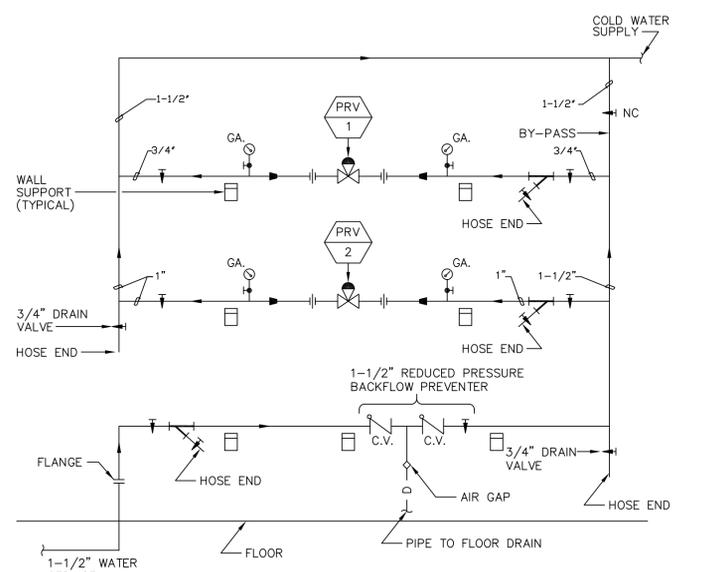 COLD WATER
SUPPLY
1-1/2"
1-1/2"
NC
PRV
1
BY-PASS
GA.
GA.
3/4"
3/4"
WALL
SUPPORT
(TYPICAL)
HOSE END
PRV
2
GA.
GA.
1"
1"
1-1/2"
3/4" DRAIN
VALVE
HOSE END
HOSE END
1-1/2" REDUCED PRESSURE
BACKFLOW PREVENTER
C.V.
C.V.
3/4" DRAIN
VALVE
FLANGE
HOSE END
D
AIR GAP
HOSE END
FLOOR
PIPE TO FLOOR DRAIN
1-1/2" WATER